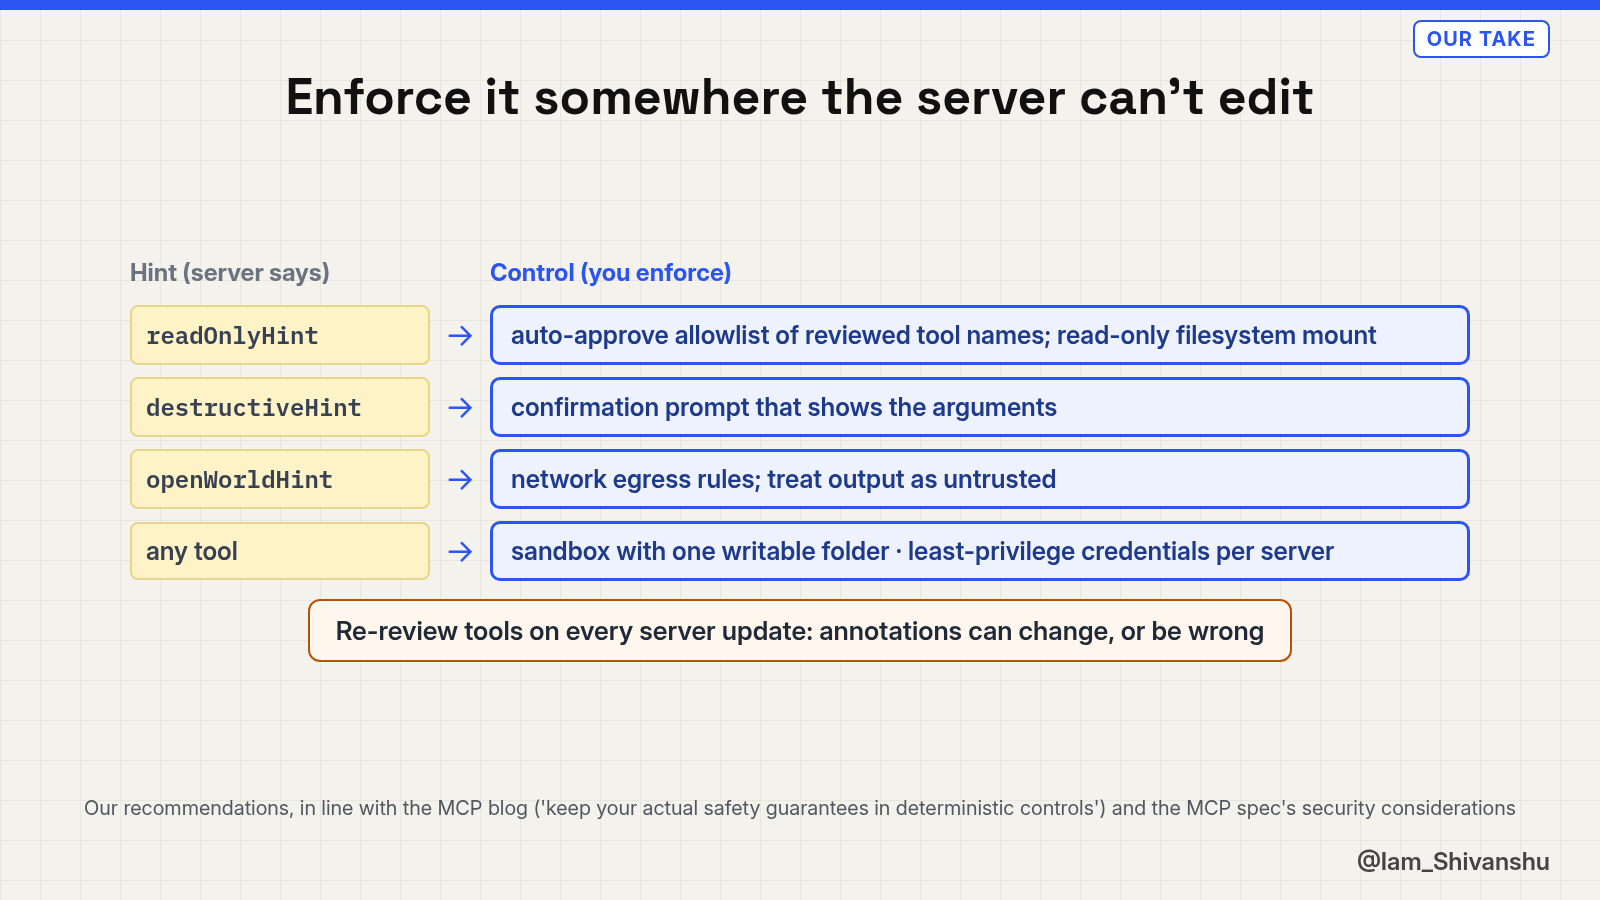 OUR TAKE
Enforce it somewhere the server can’t edit
Hint (server says)
Control (you enforce)
readOnlyHint
→
auto-approve allowlist of reviewed tool names; read-only filesystem mount
destructiveHint
→
confirmation prompt that shows the arguments
openWorldHint
→
network egress rules; treat output as untrusted
any tool
→
sandbox with one writable folder · least-privilege credentials per server
Re-review tools on every server update: annotations can change, or be wrong
Our recommendations, in line with the MCP blog ('keep your actual safety guarantees in deterministic controls') and the MCP spec's security considerations
@Iam_Shivanshu